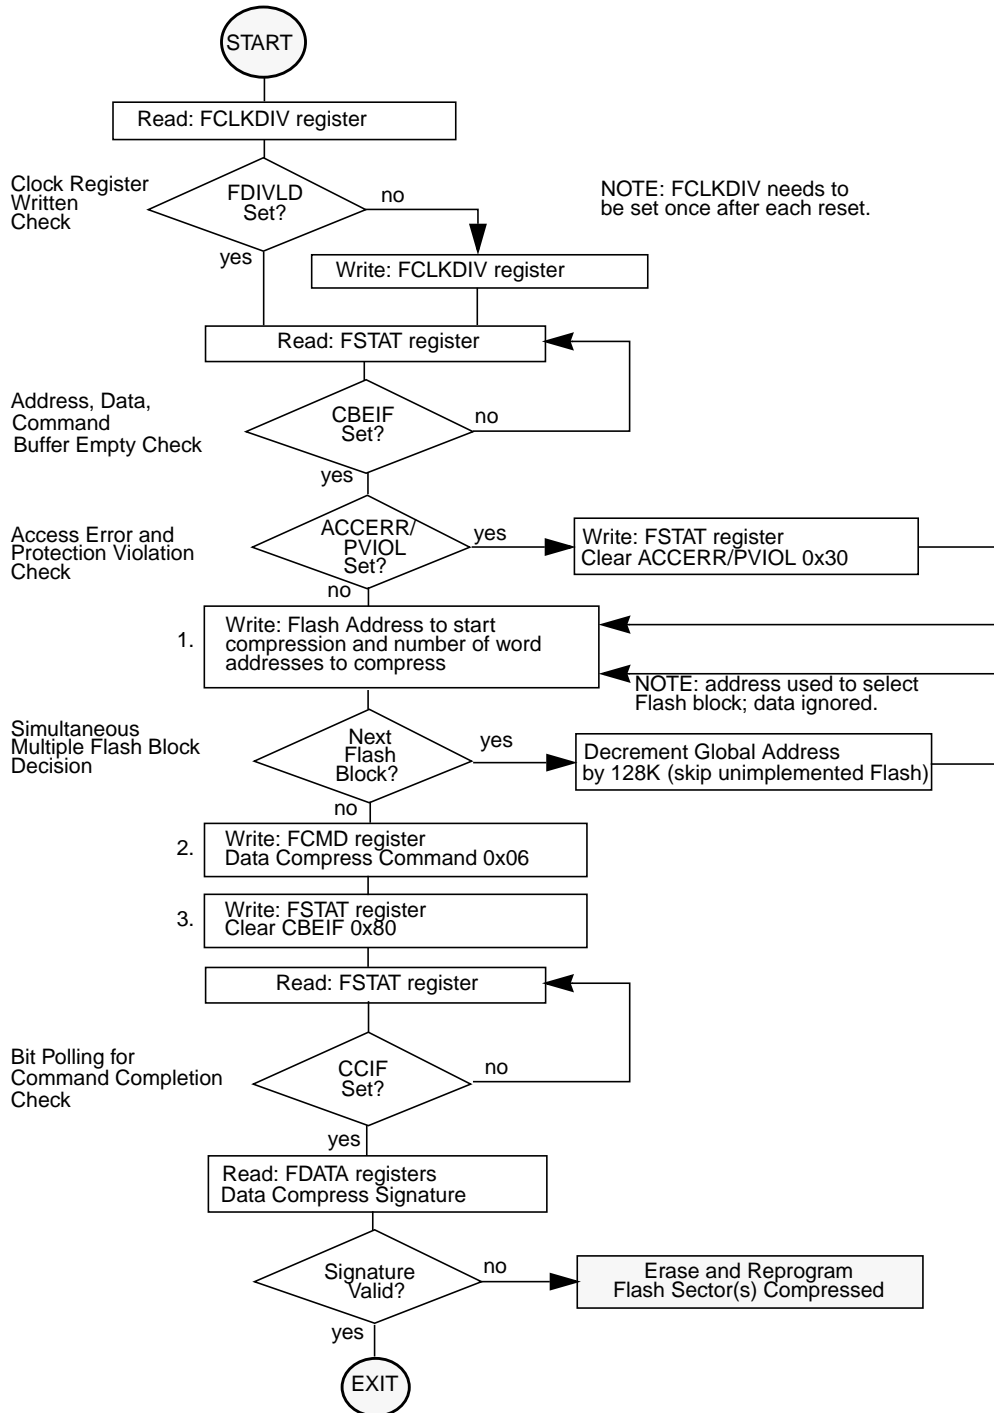 START
Read: FCLKDIV register
Clock Register
Written
Check
FDIVLD
Set?
no
yes
NOTE: FCLKDIV needs to
be set once after each reset.
Write: FCLKDIV register
Read: FSTAT register
Address, Data,
Command
Buffer Empty Check
CBEIF
Set?
no
yes
Access Error and
Protection Violation
Check
ACCERR/
PVIOL
Set?
yes
no
Write: FSTAT register
Clear ACCERR/PVIOL 0x30
1.
Write: Flash Address to start
compression and number of word
addresses to compress
NOTE: address used to select
Flash block; data ignored.
Simultaneous
Multiple Flash Block
Decision
Next
Flash
Block?
yes
no
Decrement Global Address
by 128K (skip unimplemented Flash)
2.
Write: FCMD register
Data Compress Command 0x06
3.
Write: FSTAT register
Clear CBEIF 0x80
Read: FSTAT register
Bit Polling for
Command Completion
Check
CCIF
Set?
no
yes
Read: FDATA registers
Data Compress Signature
Signature
Valid?
no
yes
Erase and Reprogram
Flash Sector(s) Compressed
EXIT